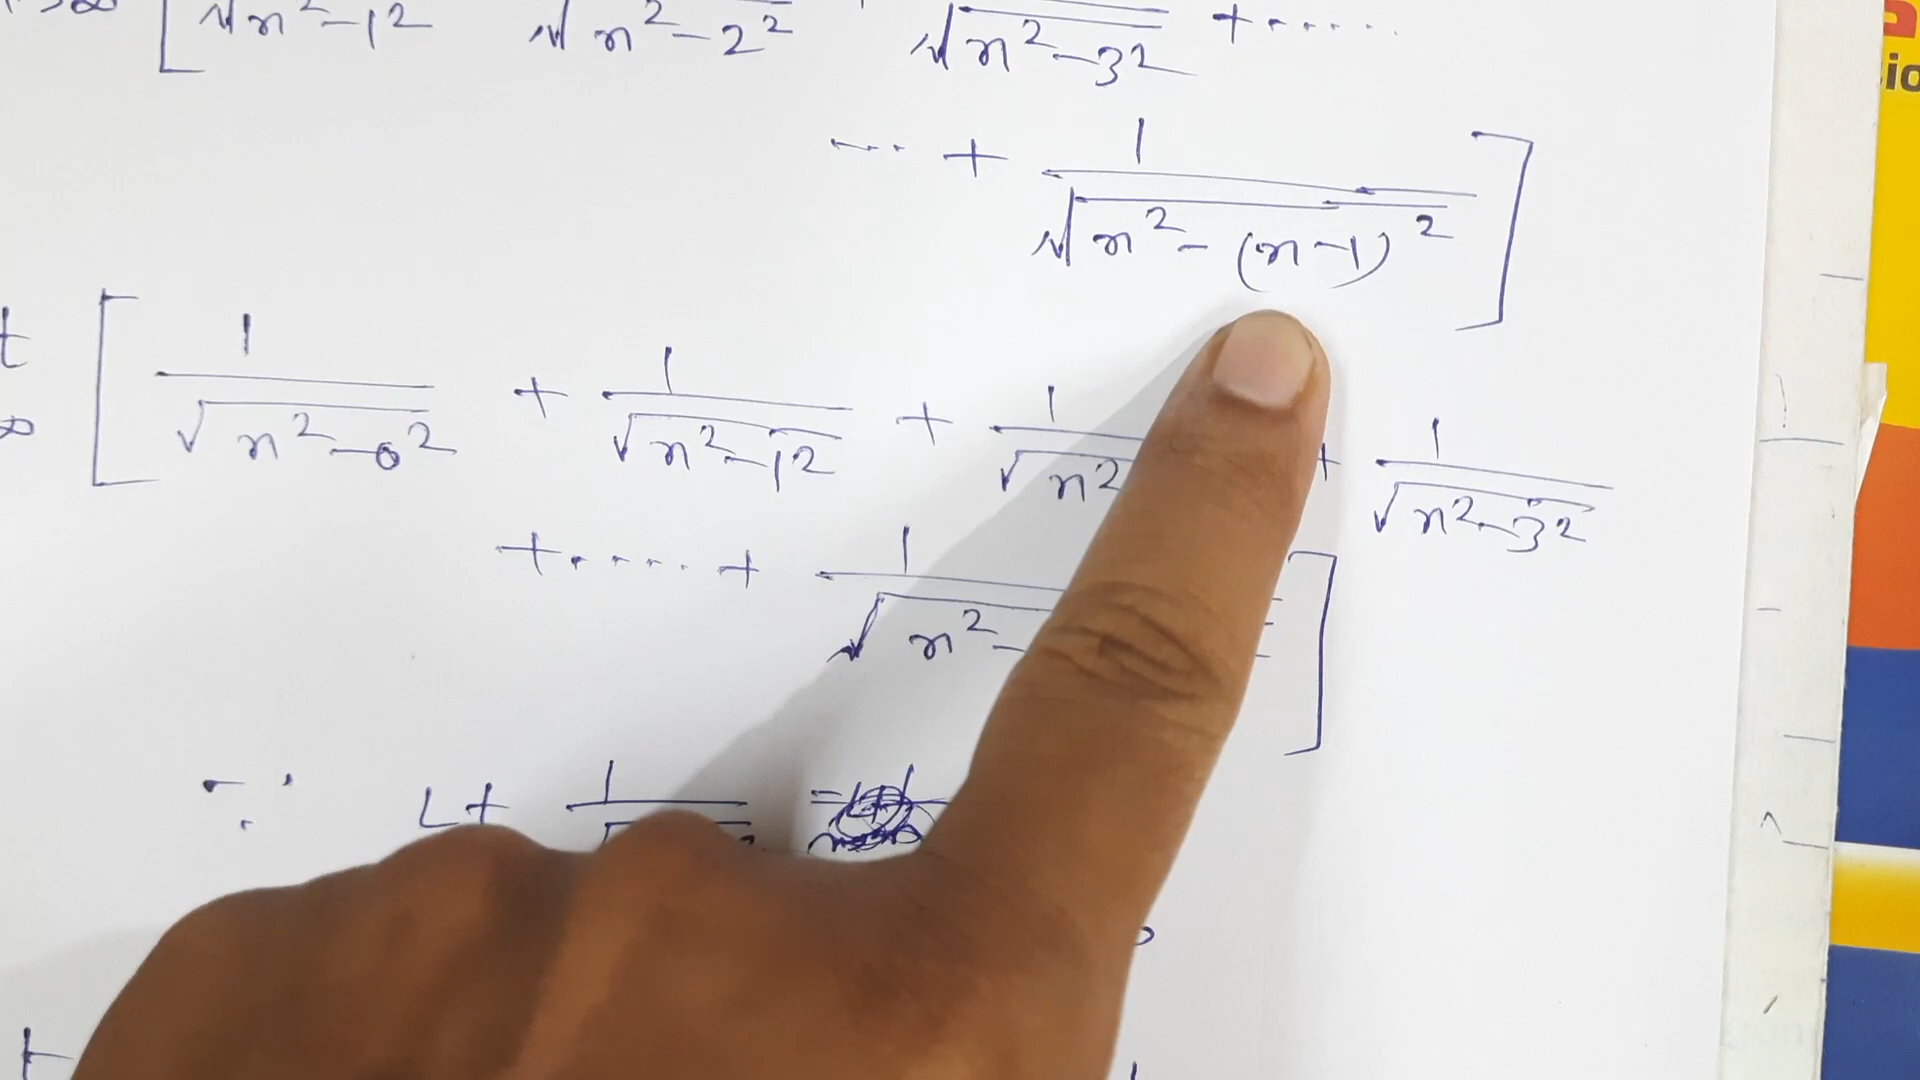 [ √n²-1² √n²-2² √n²-3² + .....
.... + 1/√n²-(n-1)² ]
[ 1/√n²-0² + 1/√n²-1² + 1/√n² + 1/√n²-3²
+ ..... + 1/√n²- ]
∵ Lt 1/√